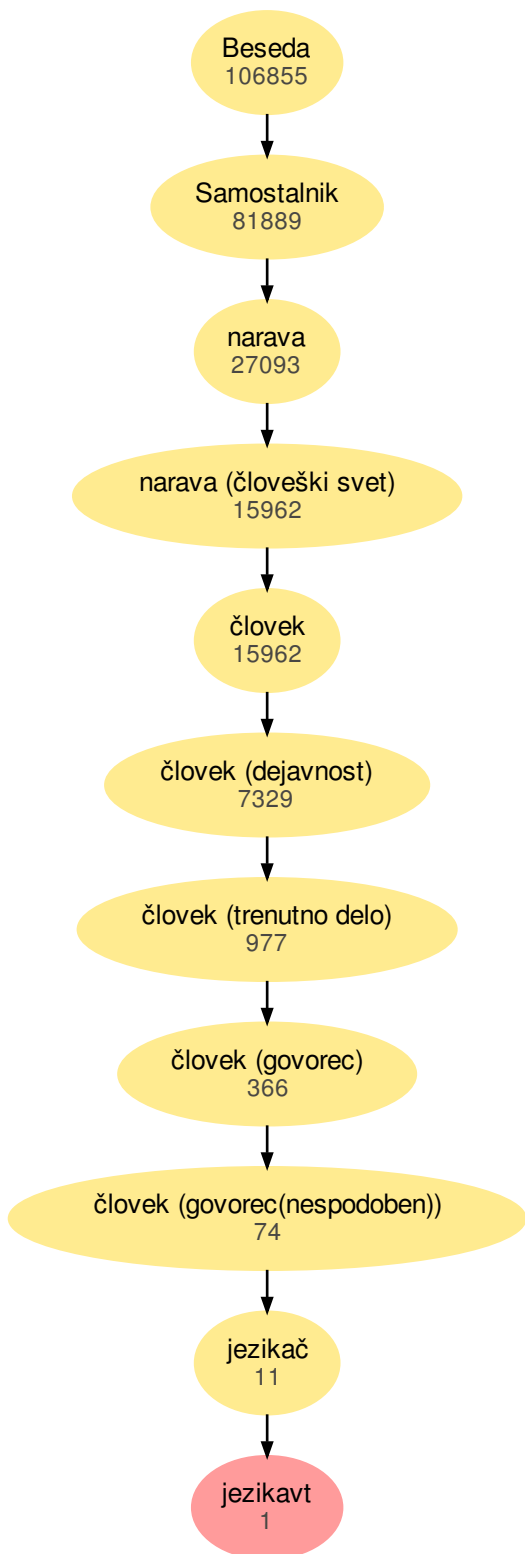 Beseda
106855
Samostalnik
81889
narava
27093
narava (človeški svet)
15962
človek
15962
človek (dejavnost)
7329
človek (trenutno delo)
977
človek (govorec)
366
človek (govorec(nespodoben))
74
jezikač
11
jezikavt
1